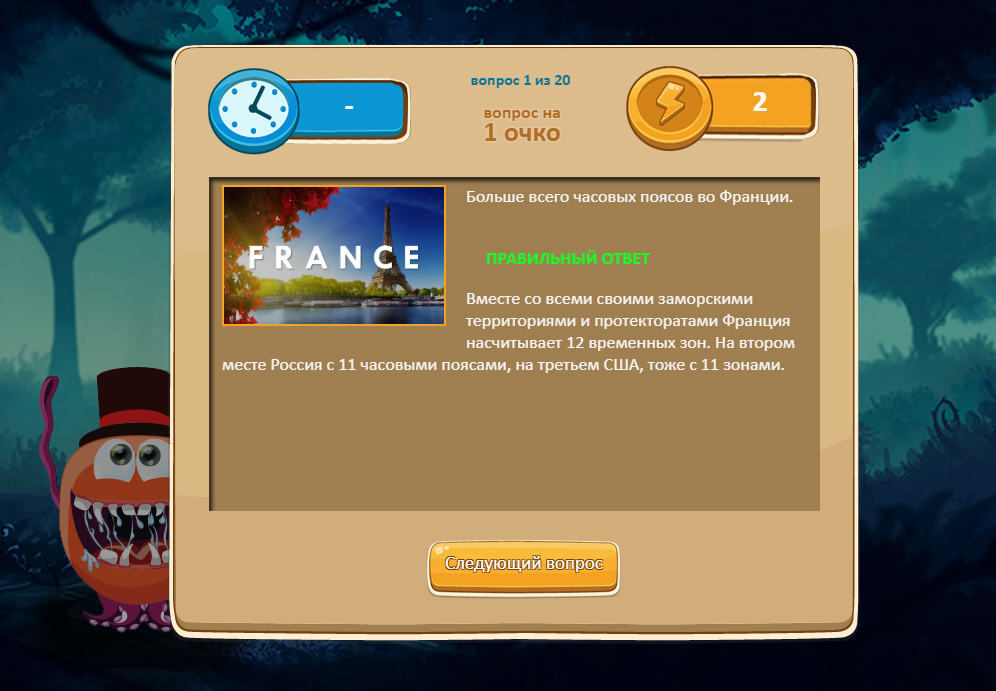 вопрос 1 из 20
-
вопрос на
1 очко
2
Больше всего часовых поясов во Франции.
FRANCE
ПРАВИЛЬНЫЙ ОТВЕТ
Вместе со всеми своими заморскими
территориями и протекторатами Франция
насчитывает 12 временных зон. На втором
месте Россия с 11 часовыми поясами, на третьем США, тоже с 11 зонами.
Следующий вопрос